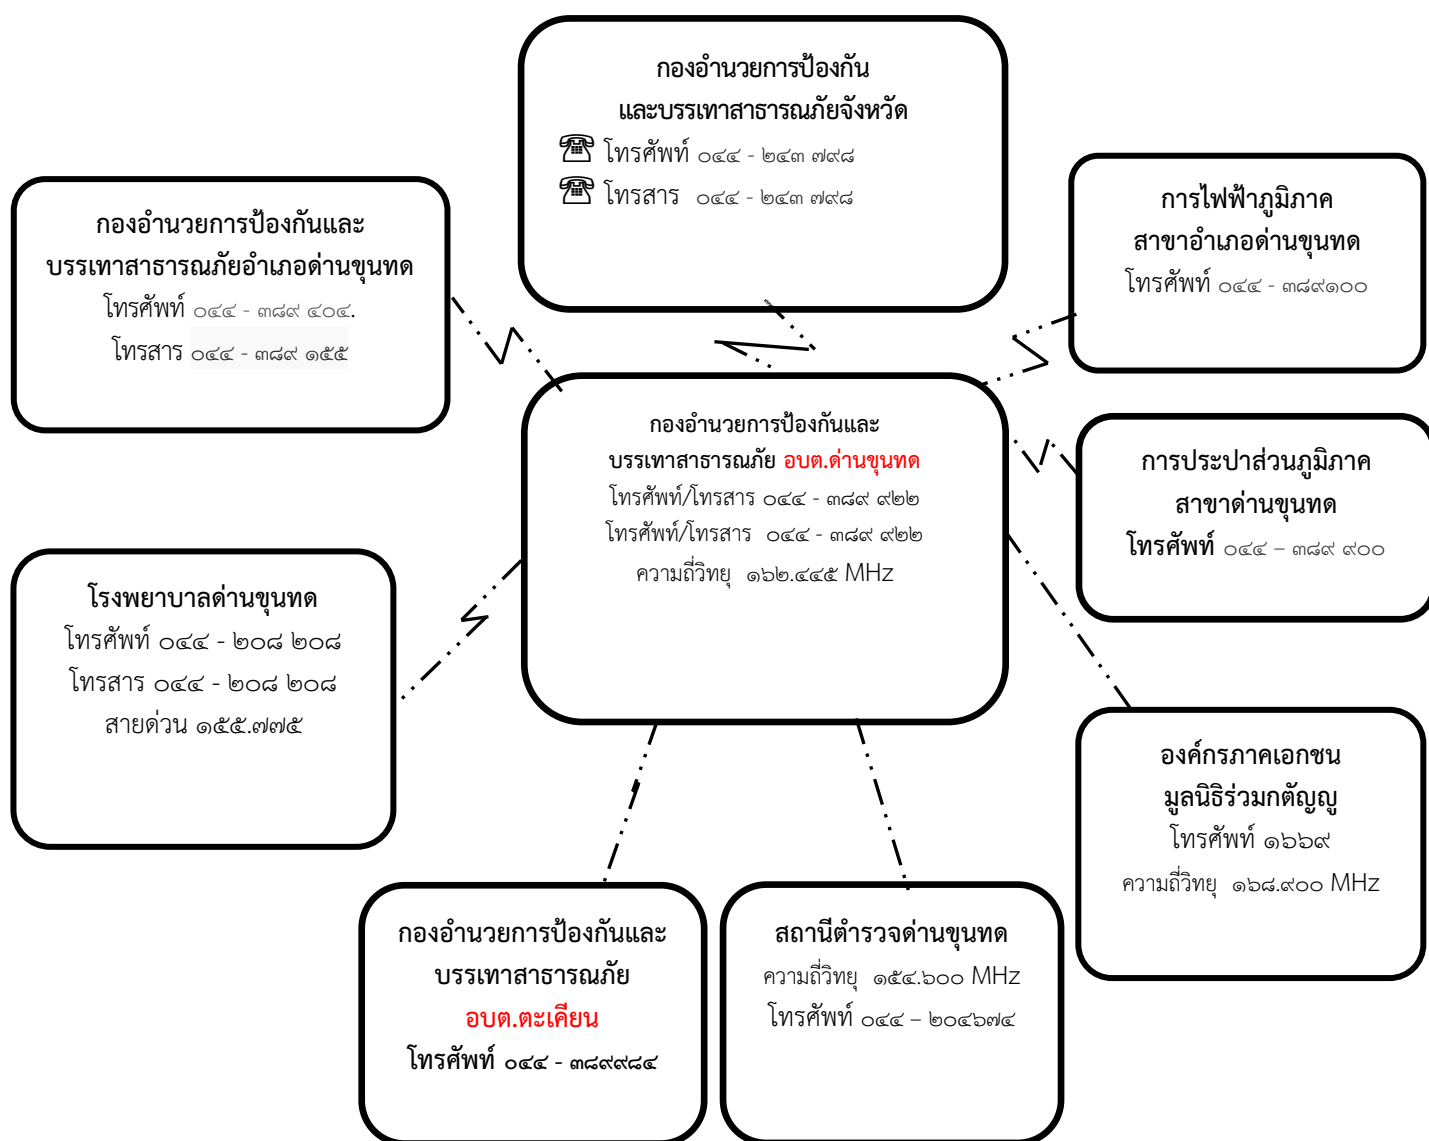 กองอำนวยการป้องกัน
และบรรเทาสาธารณภัยจังหวัด
โทรศัพท์ ๐๔๔ - ๒๔๓ ๗๙๘
โทรสาร ๐๔๔ - ๒๔๓ ๗๙๘
กองอำนวยการป้องกันและ
บรรเทาสาธารณภัยอำเภอด่านขุนทด
โทรศัพท์ ๐๔๔ - ๓๘๙ ๔๐๔.
โทรสาร ๐๔๔ - ๓๘๙ ๑๕๕
การไฟฟ้าภูมิภาค
สาขาอำเภอด่านขุนทด
โทรศัพท์ ๐๔๔ - ๓๘๙๑๐๐
กองอำนวยการป้องกันและ
บรรเทาสาธารณภัย อบต.ด่านขุนทด
โทรศัพท์/โทรสาร ๐๔๔ - ๓๘๙ ๙๒๒
โทรศัพท์/โทรสาร ๐๔๔ - ๓๘๙ ๙๒๒
ความถี่วิทยุ ๑๖๒.๔๔๕ MHz
การประปาส่วนภูมิภาค
สาขาด่านขุนทด
โทรศัพท์ ๐๔๔ – ๓๘๙ ๙๐๐
โรงพยาบาลด่านขุนทด
โทรศัพท์ ๐๔๔ - ๒๐๘ ๒๐๘
โทรสาร ๐๔๔ - ๒๐๘ ๒๐๘
สายด่วน ๑๕๕.๗๗๕
องค์กรภาคเอกชน
มูลนิธิร่วมกตัญญู
โทรศัพท์ ๑๖๖๙
ความถี่วิทยุ ๑๖๘.๙๐๐ MHz
กองอำนวยการป้องกันและ
บรรเทาสาธารณภัย
อบต.ตะเคียน
โทรศัพท์ ๐๔๔ - ๓๘๙๙๘๔
สถานีตำรวจด่านขุนทด
ความถี่วิทยุ ๑๕๔.๖๐๐ MHz
โทรศัพท์ ๐๔๔ – ๒๐๔๖๗๔